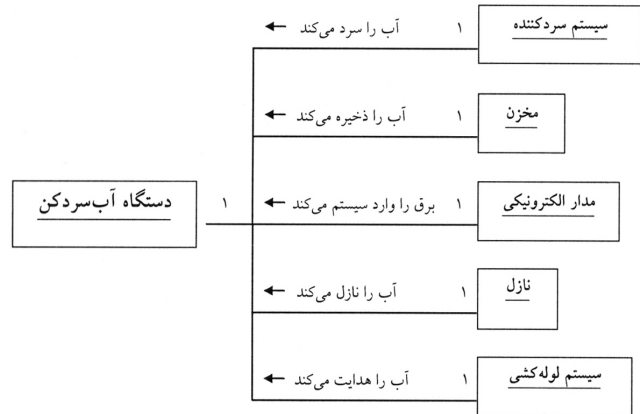 سیستم سردکننده
۱ آب را سرد می‌کند
مخزن
۱ آب را ذخیره می‌کند
مدار الکترونیکی
۱ برق را وارد سیستم می‌کند
۱ دستگاه آب‌سردکن
نازل
۱ آب را نازل می‌کند
سیستم لوله‌کشی
۱ آب را هدایت می‌کند